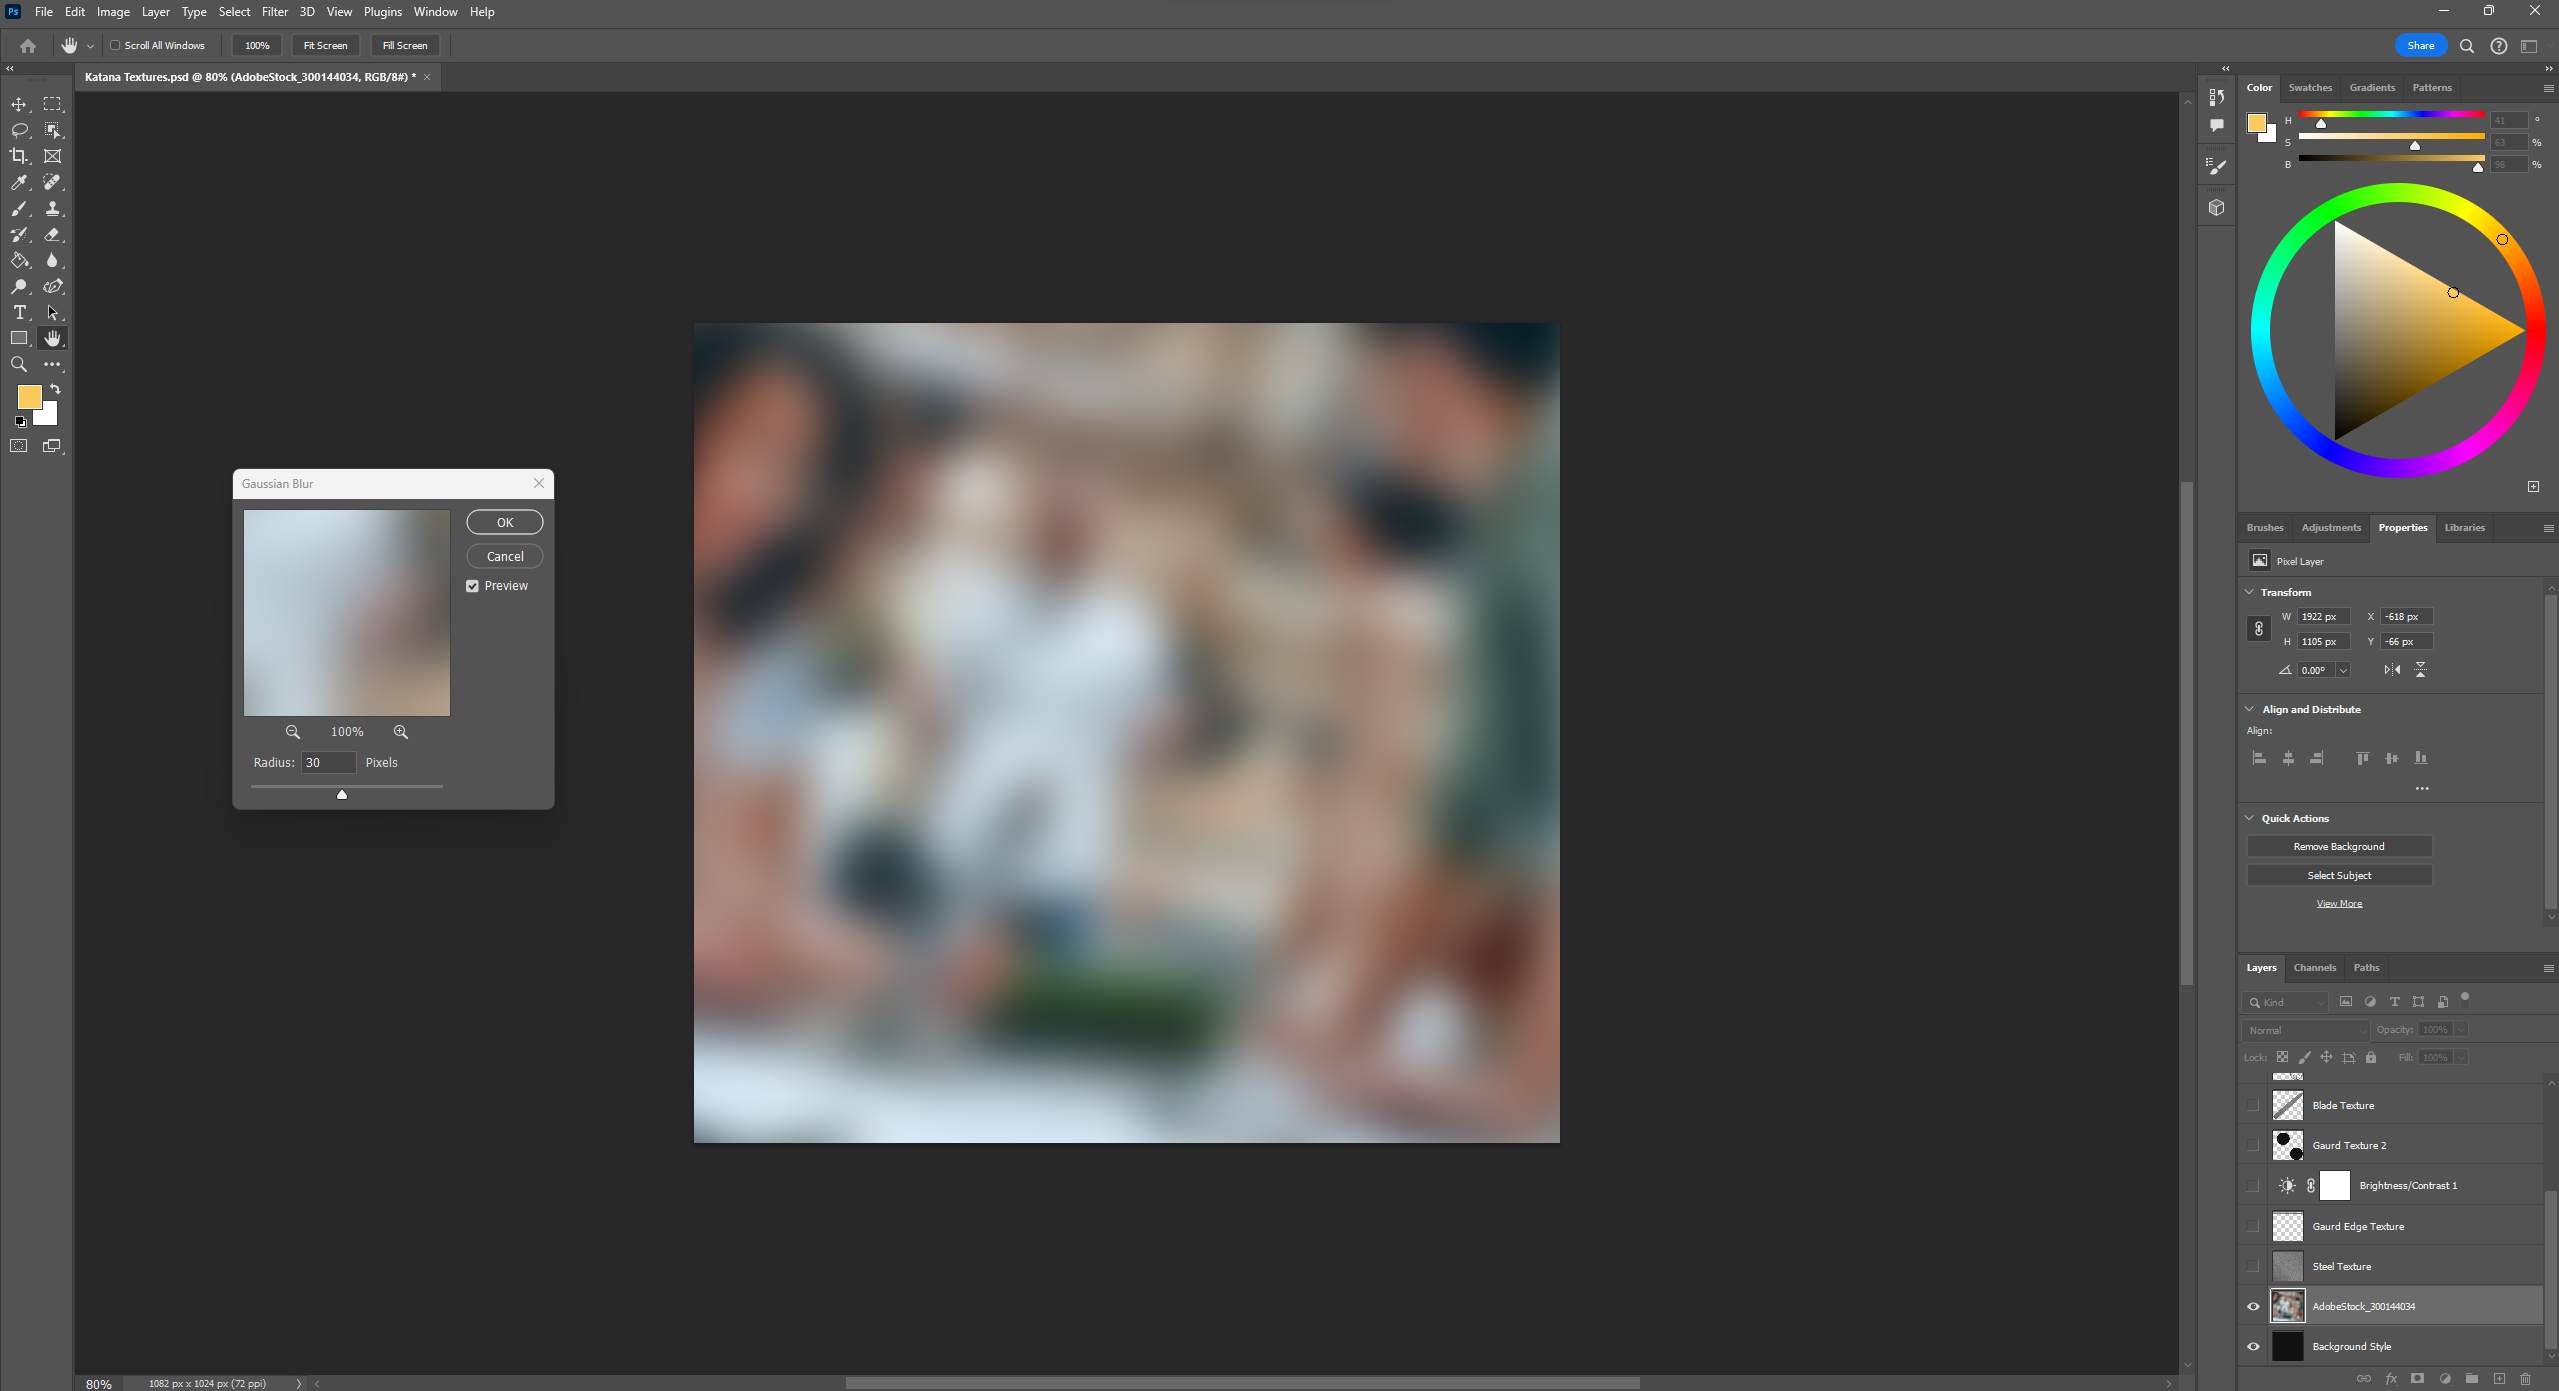 Ps File Edit Image Layer Type Select Filter 3D View Plugins Window Help
Scroll All Windows 100% Fit Screen Fill Screen Share
Katana Textures.psd @ 80% (AdobeStock_300144034, RGB/8#) *
Color Swatches Gradients Patterns
H 41 °
S 63 %
B 98 %
Gaussian Blur
OK
Cancel
Preview
100%
Radius: 30 Pixels
Brushes Adjustments Properties Libraries
Pixel Layer
Transform
W 1922 px X -618 px
H 1105 px Y -66 px
0.00°
Align and Distribute
Align:
Quick Actions
Remove Background
Select Subject
View More
Layers Channels Paths
Kind
Normal Opacity: 100%
Lock: Fill: 100%
Blade Texture
Gaurd Texture 2
Brightness/Contrast 1
Gaurd Edge Texture
Steel Texture
AdobeStock_300144034
Background Style
fx
80% 1082 px x 1024 px (72 ppi)